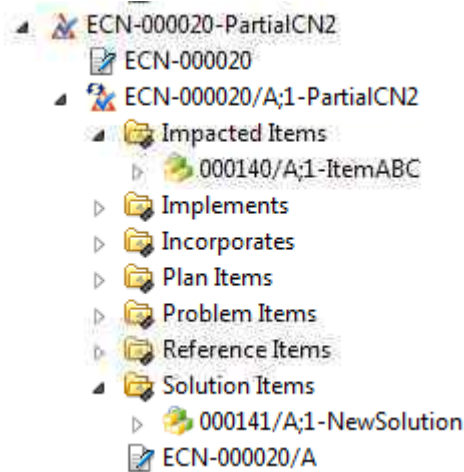 ECN-000020-PartialCN2
ECN-000020
ECN-000020/A;1-PartialCN2
Impacted Items
000140/A;1-ItemABC
Implements
Incorporates
Plan Items
Problem Items
Reference Items
Solution Items
000141/A;1-NewSolution
ECN-000020/A